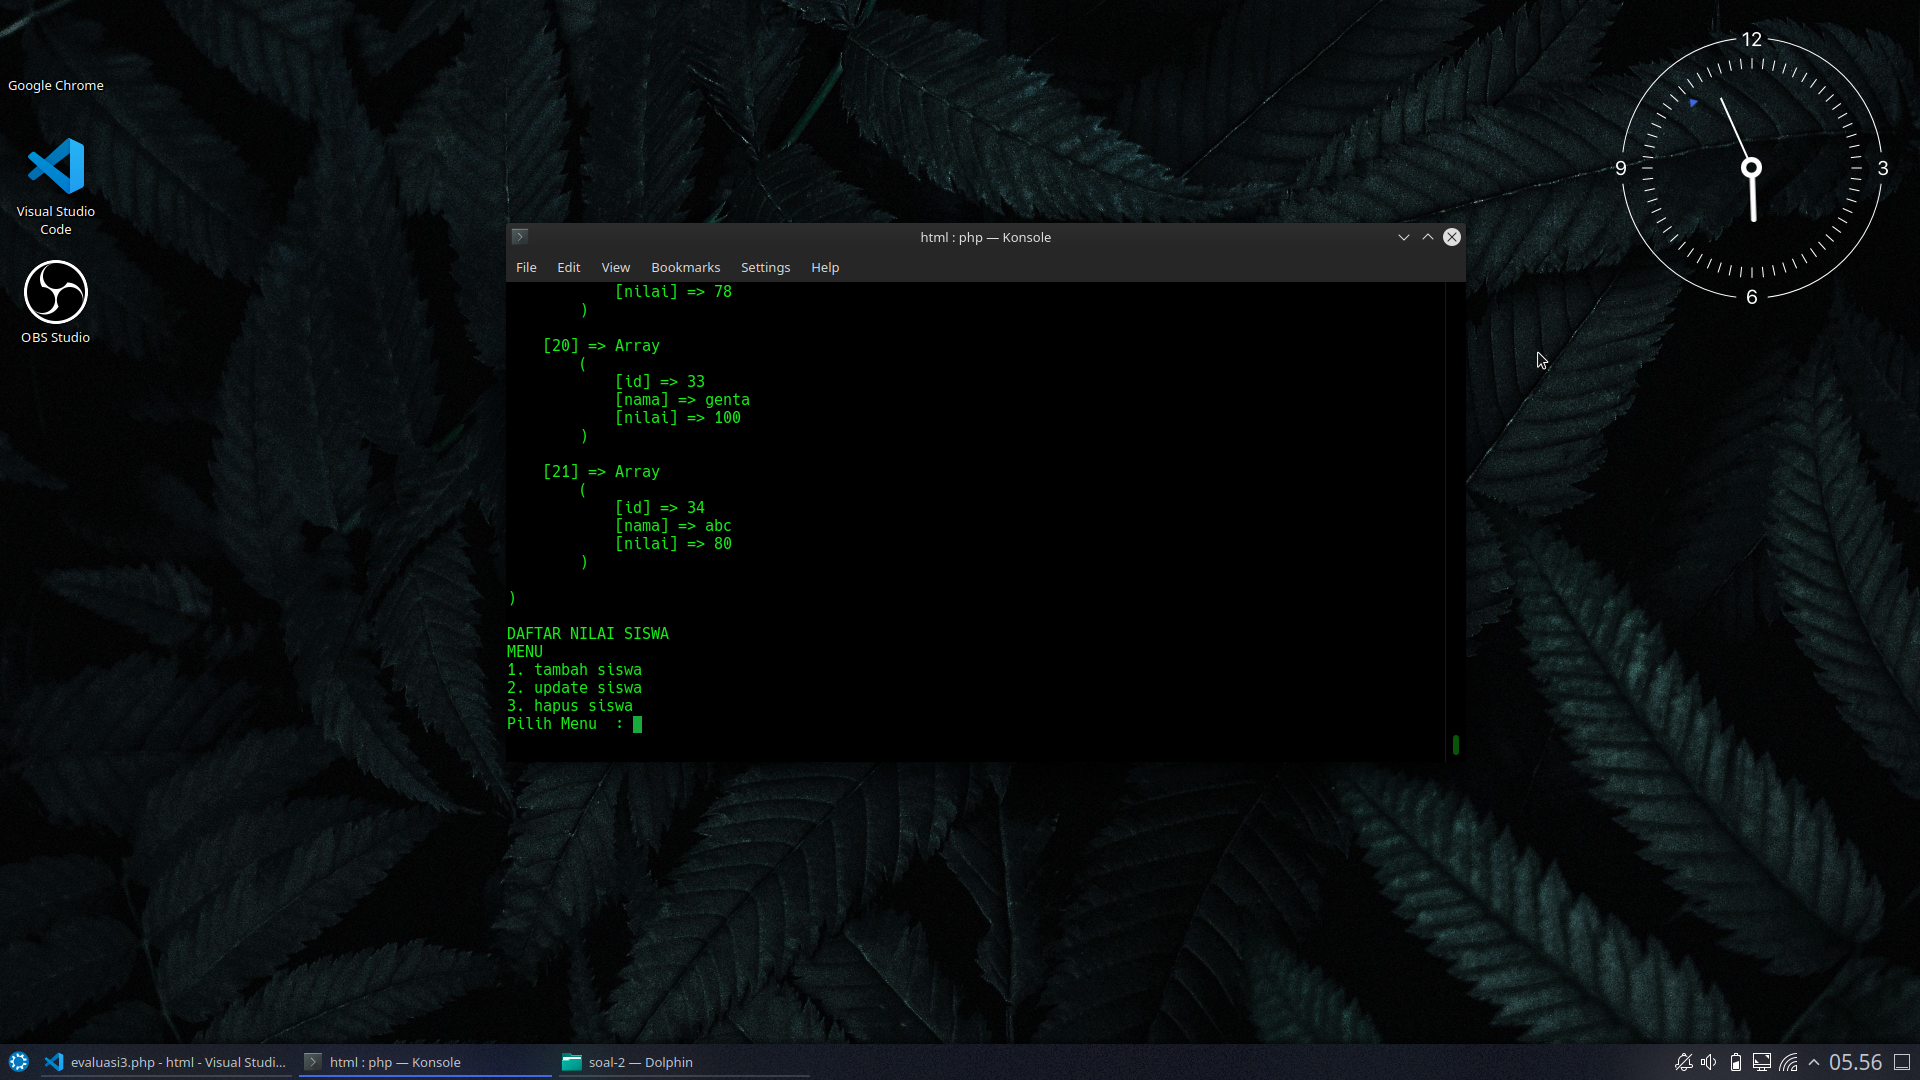 Google Chrome
Visual Studio
Code
OBS Studio
12
3
6
9
html : php — Konsole
File Edit View Bookmarks Settings Help
[nilai] => 78
)
[20] => Array
(
[id] => 33
[nama] => genta
[nilai] => 100
)
[21] => Array
(
[id] => 34
[nama] => abc
[nilai] => 80
)
)
DAFTAR NILAI SISWA
MENU
1. tambah siswa
2. update siswa
3. hapus siswa
Pilih Menu  :
evaluasi3.php - html - Visual Studi...
html : php — Konsole
soal-2 — Dolphin
05.56